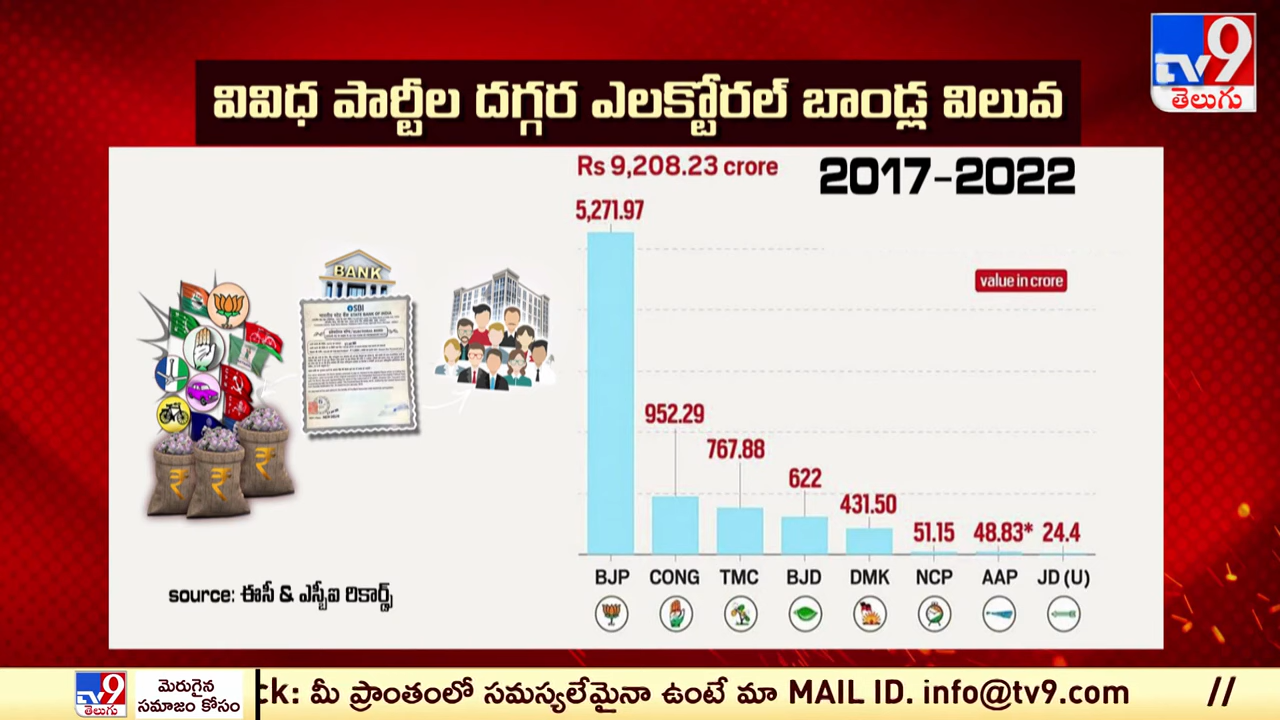 tv9
తెలుగు
వివిధ పార్టీల దగ్గర ఎలక్టోరల్ బాండ్ల విలువ
Rs 9,208.23 crore
2017-2022
5,271.97
value in crore
BANK
SBI
952.29
767.88
622
431.50
51.15
48.83*
24.4
BJP CONG TMC BJD DMK NCP AAP JD (U)
source: ఈసీ & ఎస్బీఐ రికార్డ్స్
tv9
తెలుగు
మెరుగైన
సమాజం కోసం
ck: మీ ప్రాంతంలో సమస్యలేమైనా ఉంటే మా MAIL ID. info@tv9.com //